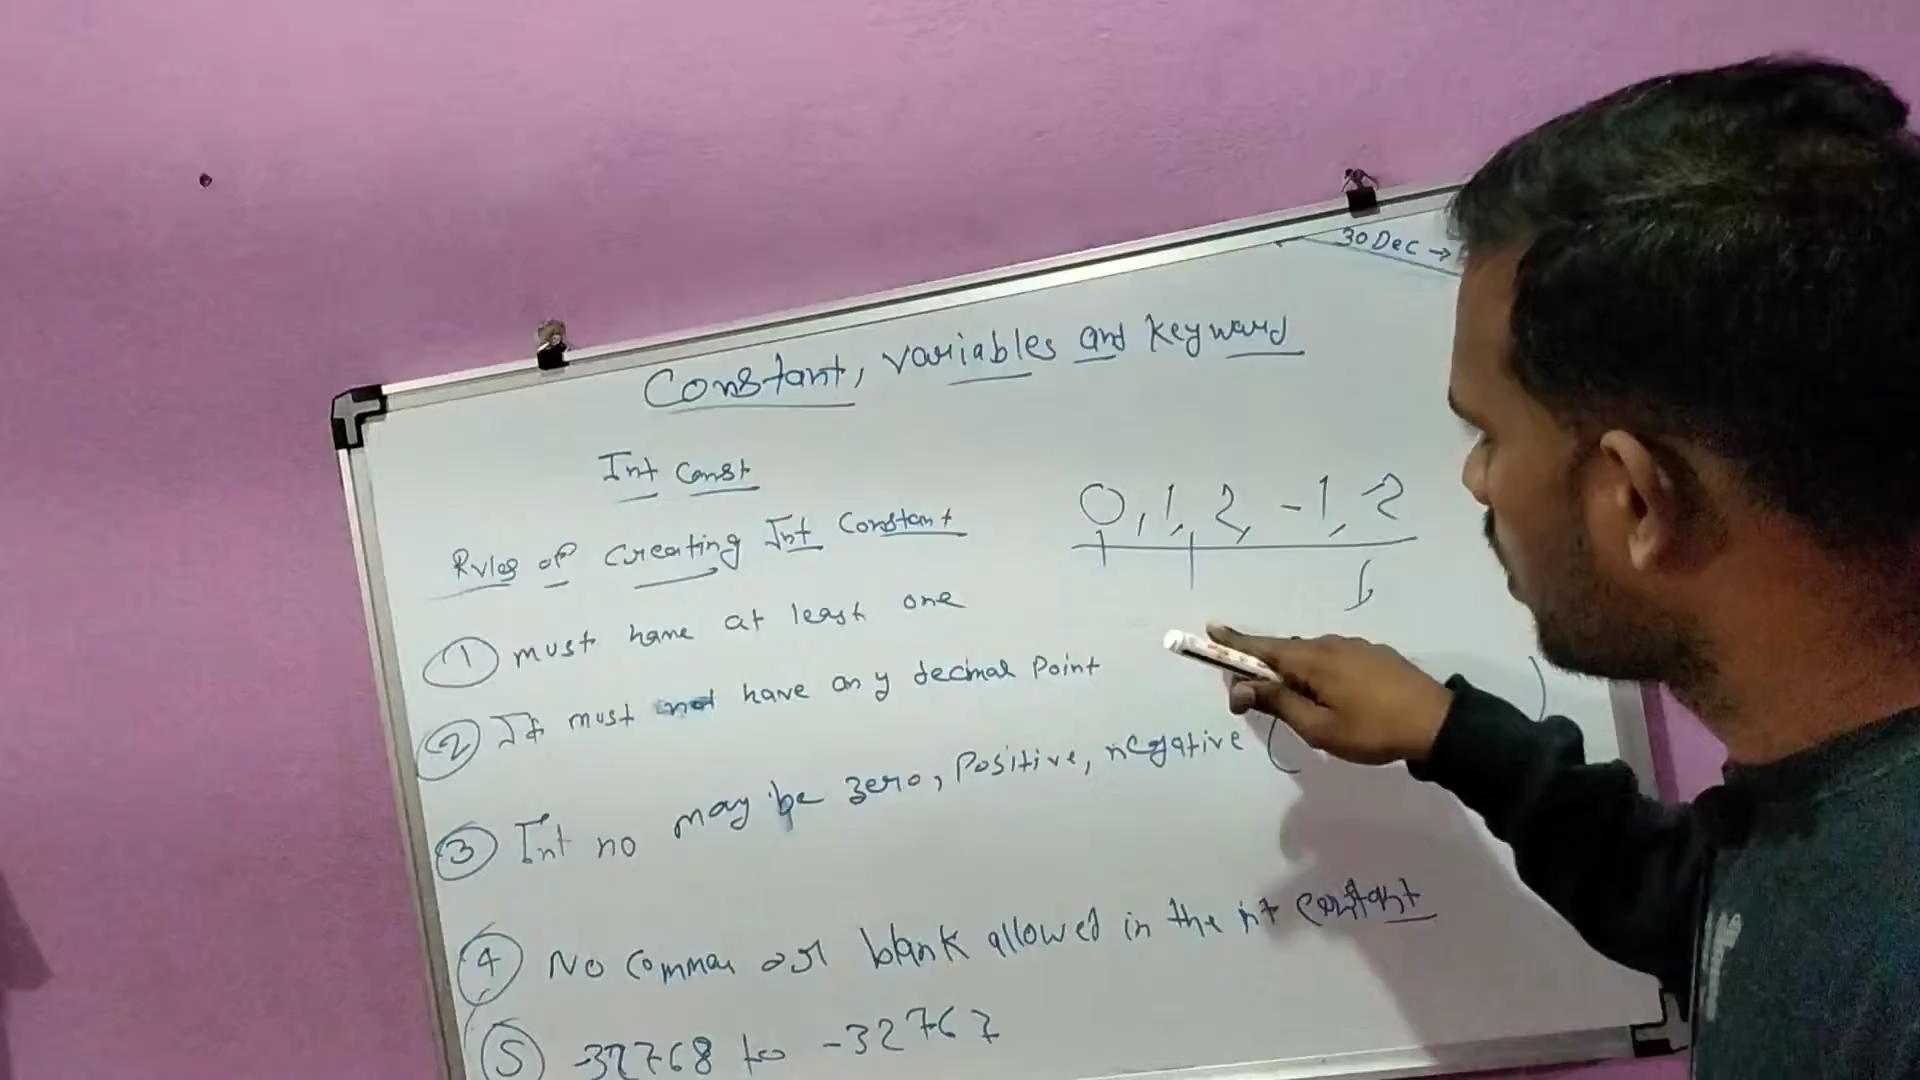 30 Dec →
Constant, variables and keyward
Int Const
0, 1, 2, -1, 2
Rules of Creating Int Constant
① must have at least one
② It must not have any decimal Point
③ Int no may be zero, Positive, negative (
)
④ No Comma or blank allowed in the int constant
⑤ -32768 to -32767